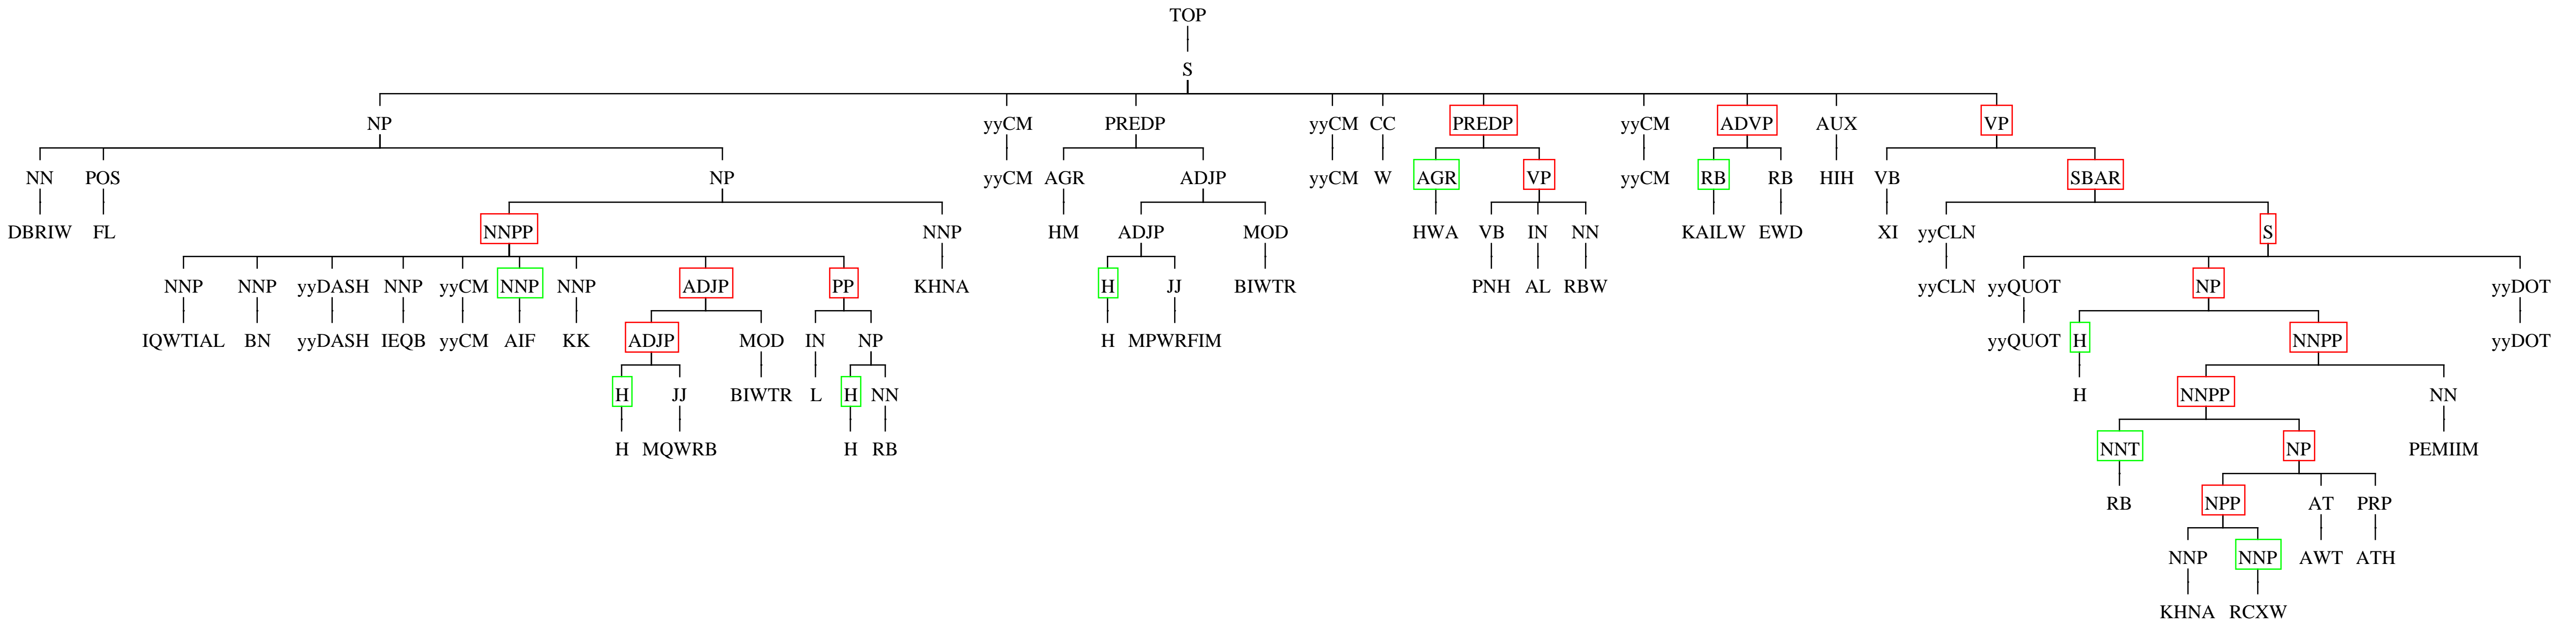 TOP
S
NP yyCM PREDP yyCM CC PREDP yyCM ADVP AUX VP
NN POS NP yyCM AGR ADJP yyCM W AGR VP yyCM RB RB HIH VB SBAR
DBRIW FL NNPP NNP HM ADJP MOD HWA VB IN NN KAILW EWD XI yyCLN S
NNP NNP yyDASH NNP yyCM NNP NNP ADJP PP KHNA H JJ BIWTR PNH AL RBW yyCLN yyQUOT NP yyDOT
IQWTIAL BN yyDASH IEQB yyCM AIF KK ADJP MOD IN NP H MPWRFIM yyQUOT H NNPP yyDOT
H JJ BIWTR L H NN H NNPP NN
H MQWRB H RB NNT NP PEMIIM
RB NPP AT PRP
NNP NNP AWT ATH
KHNA RCXW